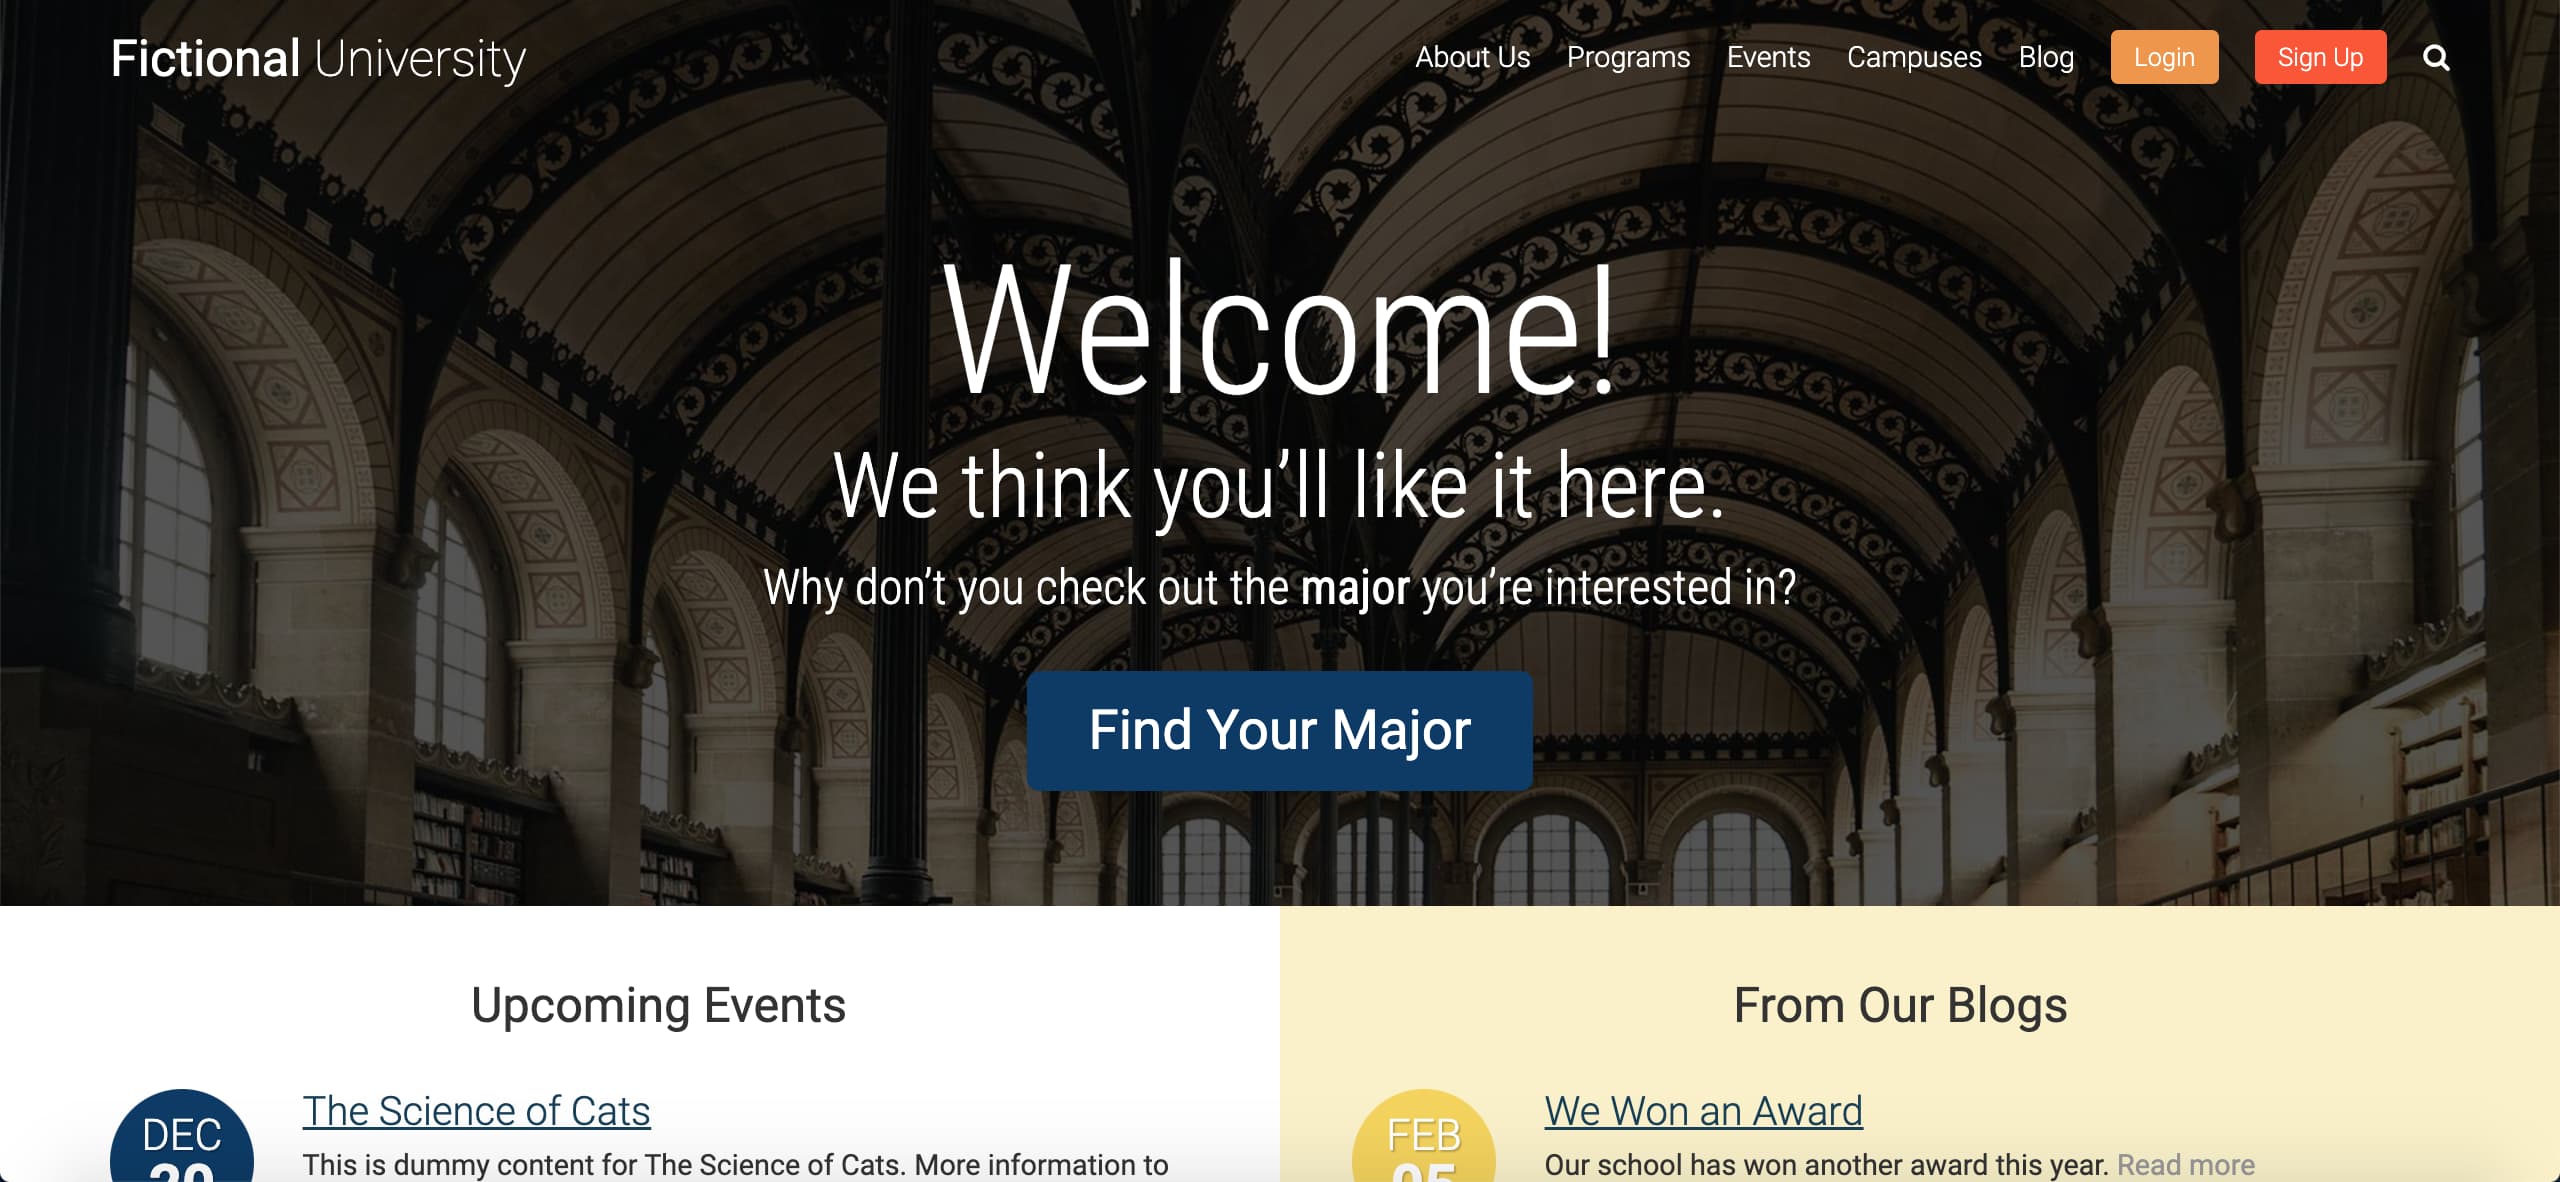 Fictional University
About Us Programs Events Campuses Blog Login Sign Up
Welcome!
We think you’ll like it here.
Why don’t you check out the major you’re interested in?
Find Your Major
Upcoming Events
DEC
The Science of Cats
This is dummy content for The Science of Cats. More information to
From Our Blogs
FEB
We Won an Award
Our school has won another award this year. Read more